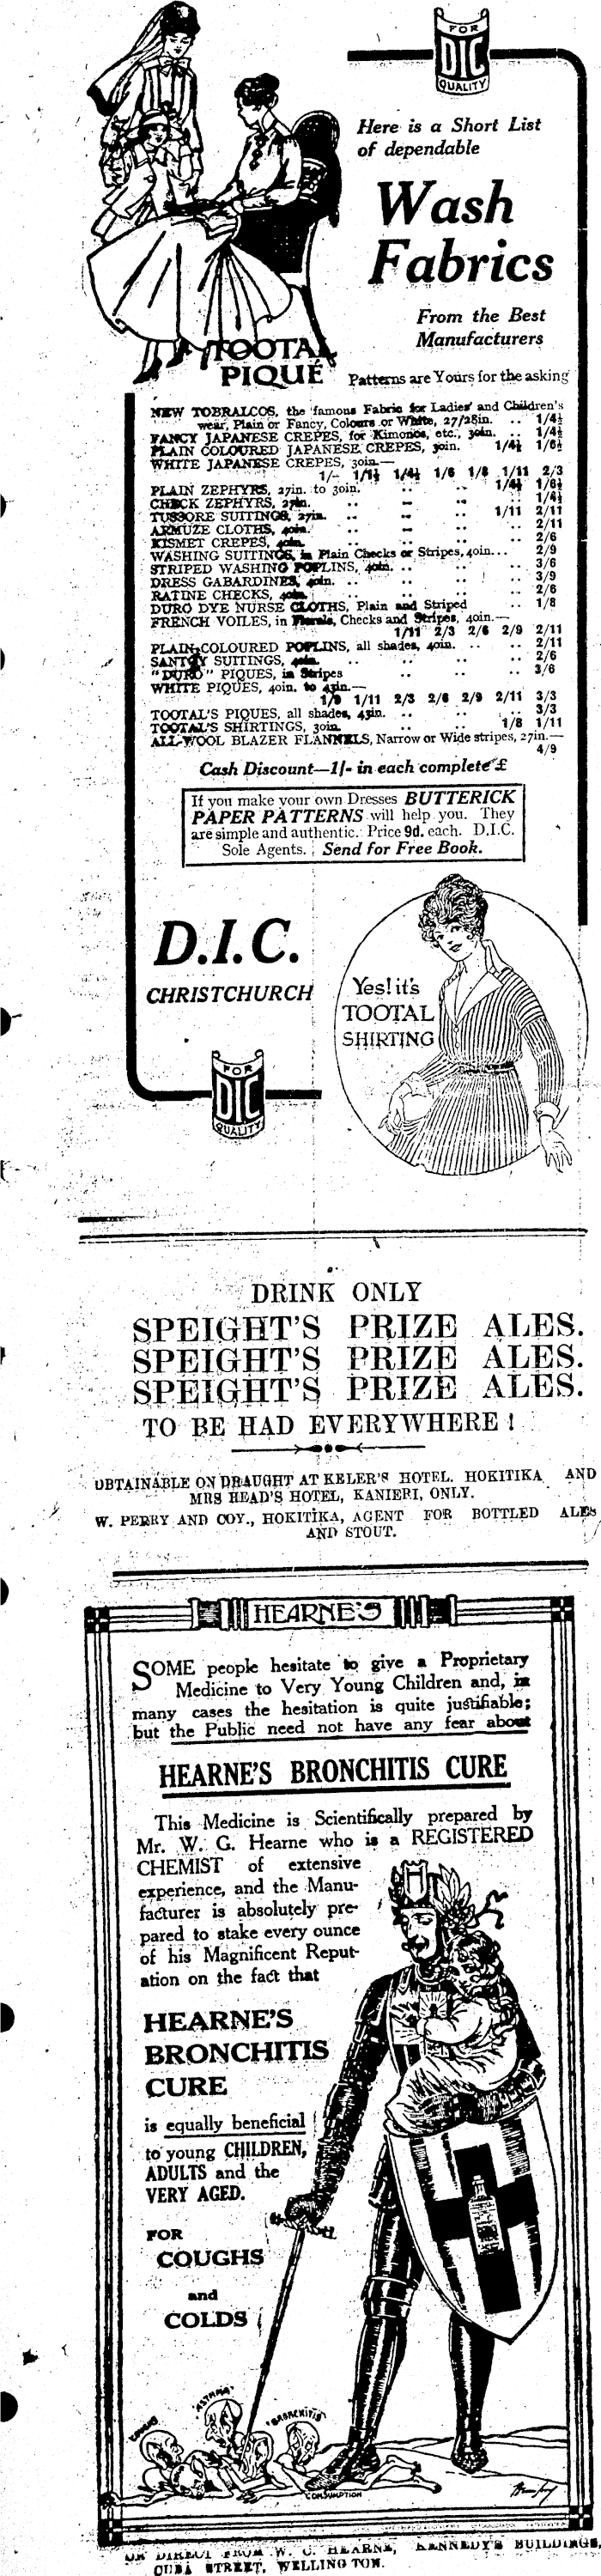 FOR
DIC
QUALITY
Here is a Short List
of dependable
Wash
Fabrics
From the Best
Manufacturers
TOOTAL
PIQUÉ
Patterns are Yours for the asking
NEW TOBRALCOS, the famous Fabric for Ladies' and Children's
wear, Plain or Fancy, Colours or White, 27/28in. .. 1/4½
FANCY JAPANESE CREPES, for Kimonos, etc., 30in. .. 1/4½
PLAIN COLOURED JAPANESE CREPES, 30in. 1/4½ 1/6½
WHITE JAPANESE CREPES, 30in.—
1/- 1/1½ 1/4½ 1/6 1/8 1/11 2/3
PLAIN ZEPHYRS, 27in. to 30in. .. .. 1/4½ 1/6½
CHECK ZEPHYRS, 27in. .. .. .. 1/4½
TUSSORE SUITINGS, 27in. .. .. 1/11 2/11
ARMUZE CLOTHS, 40in. .. .. .. 2/11
KISMET CREPES, 40in. .. .. .. 2/6
WASHING SUITINGS, in Plain Checks or Stripes, 40in... 2/9
STRIPED WASHING POPLINS, 40in. .. .. 3/6
DRESS GABARDINES, 40in. .. .. .. 3/9
RATINE CHECKS, 40in. .. .. .. 2/6
DURO DYE NURSE CLOTHS, Plain and Striped .. 1/8
FRENCH VOILES, in Florals, Checks and Stripes, 40in.—
1/11 2/3 2/6 2/9 2/11
PLAIN COLOURED POPLINS, all shades, 40in. .. .. 2/11
SANTOY SUITINGS, 40in. .. .. .. 2/6
"DURO" PIQUES, in Stripes .. .. 3/6
WHITE PIQUES, 40in. to 43in.—
1/9 1/11 2/3 2/6 2/9 2/11 3/3
TOOTAL'S PIQUES, all shades, 43in. .. .. .. 3/3
TOOTAL'S SHIRTINGS, 30in. .. .. 1/8 1/11
ALL-WOOL BLAZER FLANNELS, Narrow or Wide stripes, 27in.—
4/9
Cash Discount—1/- in each complete £
If you make your own Dresses BUTTERICK
PAPER PATTERNS will help you. They
are simple and authentic. Price 9d. each. D.I.C.
Sole Agents. Send for Free Book.
D.I.C.
CHRISTCHURCH
Yes! it's
TOOTAL
SHIRTING
FOR
DIC
QUALITY
DRINK ONLY
SPEIGHT'S PRIZE ALES.
SPEIGHT'S PRIZE ALES.
SPEIGHT'S PRIZE ALES.
TO BE HAD EVERYWHERE !
OBTAINABLE ON DRAUGHT AT KELER'S HOTEL. HOKITIKA AND
MRS HEAD'S HOTEL, KANIERI, ONLY.
W. PERRY AND COY., HOKITIKA, AGENT FOR BOTTLED ALES
AND STOUT.
HEARNE'S
SOME people hesitate to give a Proprietary
Medicine to Very Young Children and, in
many cases the hesitation is quite justifiable;
but the Public need not have any fear about
HEARNE'S BRONCHITIS CURE
This Medicine is Scientifically prepared by
Mr. W. G. Hearne who is a REGISTERED
CHEMIST of extensive
experience, and the Manu-
facturer is absolutely pre-
pared to stake every ounce
of his Magnificent Reput-
ation on the fact that
HEARNE'S
BRONCHITIS
CURE
is equally beneficial
to young CHILDREN,
ADULTS and the
VERY AGED.
FOR
COUGHS
and
COLDS
H
COUGHS
"ASTHMA"
"BRONCHITIS"
CONSUMPTION
OR DIRECT FROM W. G. HEARNE, KENNEDY'S BUILDINGS,
CUBA STREET, WELLINGTON.